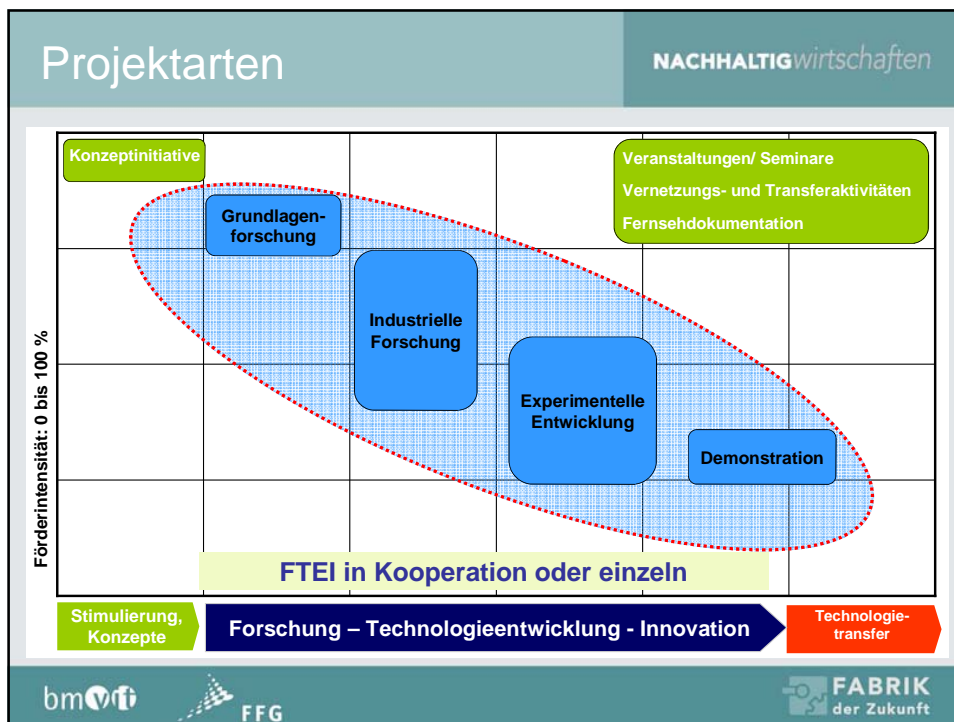 Projektarten
NACHHALTIGwirtschaften
Konzeptinitiative
Veranstaltungen/ Seminare
Vernetzungs- und Transferaktivitäten
Fernsehdokumentation
Grundlagen-
forschung
Industrielle
Forschung
Experimentelle
Entwicklung
Demonstration
Förderintensität: 0 bis 100 %
FTEI in Kooperation oder einzeln
Stimulierung,
Konzepte
Forschung – Technologieentwicklung - Innovation
Technologie-
transfer
bmvit
FFG
FABRIK
der Zukunft